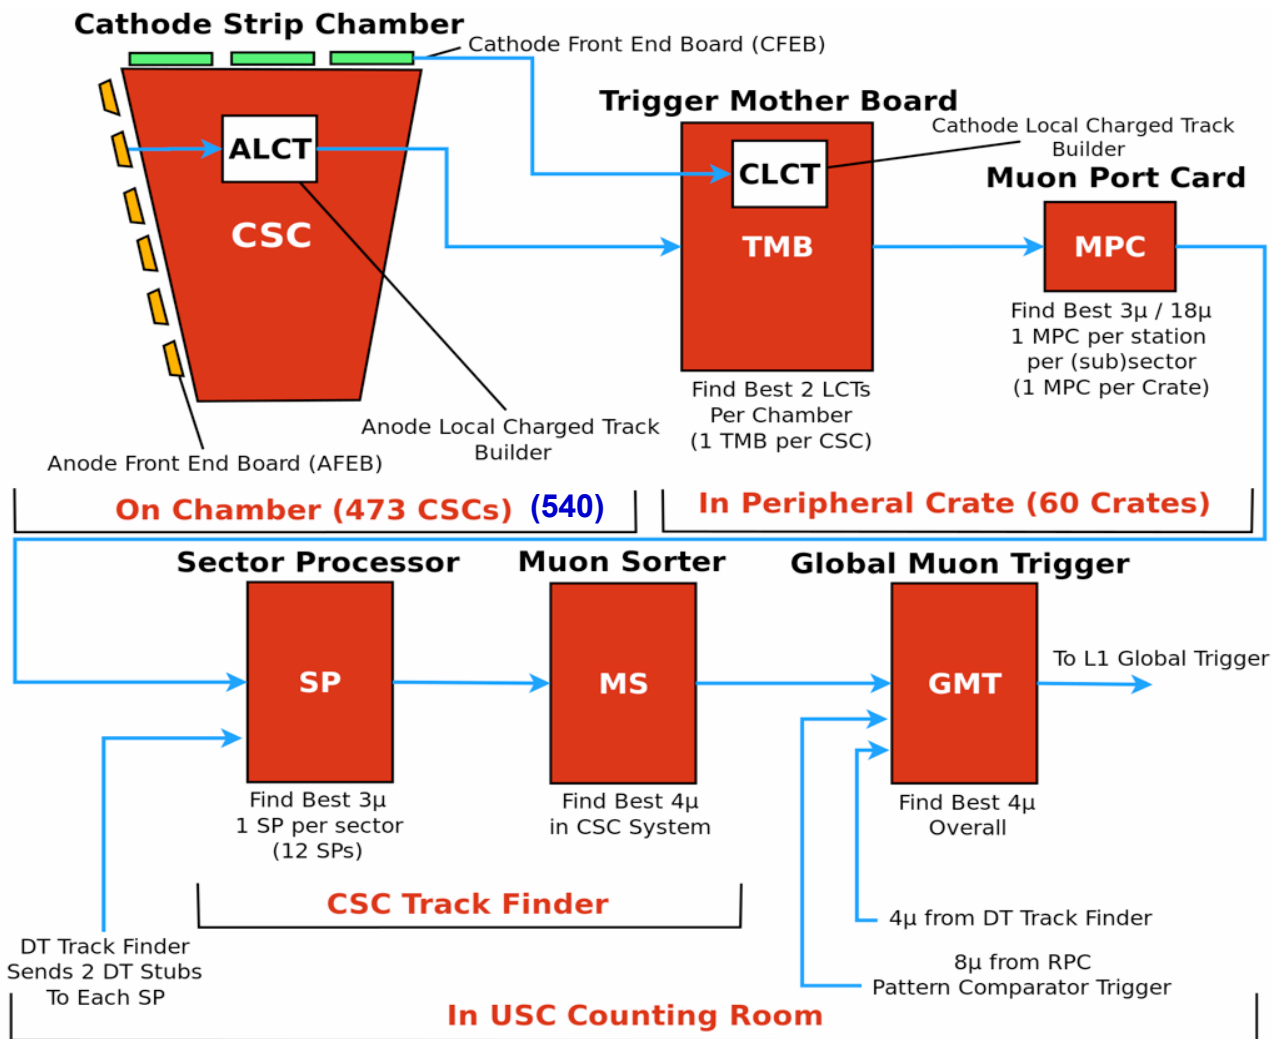 Cathode Strip Chamber
Cathode Front End Board (CFEB)
Trigger Mother Board
Cathode Local Charged Track
Builder
Muon Port Card
ALCT
CLCT
CSC
TMB
MPC
Find Best 3μ / 18μ
1 MPC per station
per (sub)sector
(1 MPC per Crate)
Find Best 2 LCTs
Per Chamber
(1 TMB per CSC)
Anode Local Charged Track
Builder
Anode Front End Board (AFEB)
On Chamber (473 CSCs) (540)
In Peripheral Crate (60 Crates)
Sector Processor
Muon Sorter
Global Muon Trigger
SP
MS
GMT
To L1 Global Trigger
Find Best 3μ
1 SP per sector
(12 SPs)
Find Best 4μ
in CSC System
Find Best 4μ
Overall
CSC Track Finder
4μ from DT Track Finder
8μ from RPC
Pattern Comparator Trigger
DT Track Finder
Sends 2 DT Stubs
To Each SP
In USC Counting Room